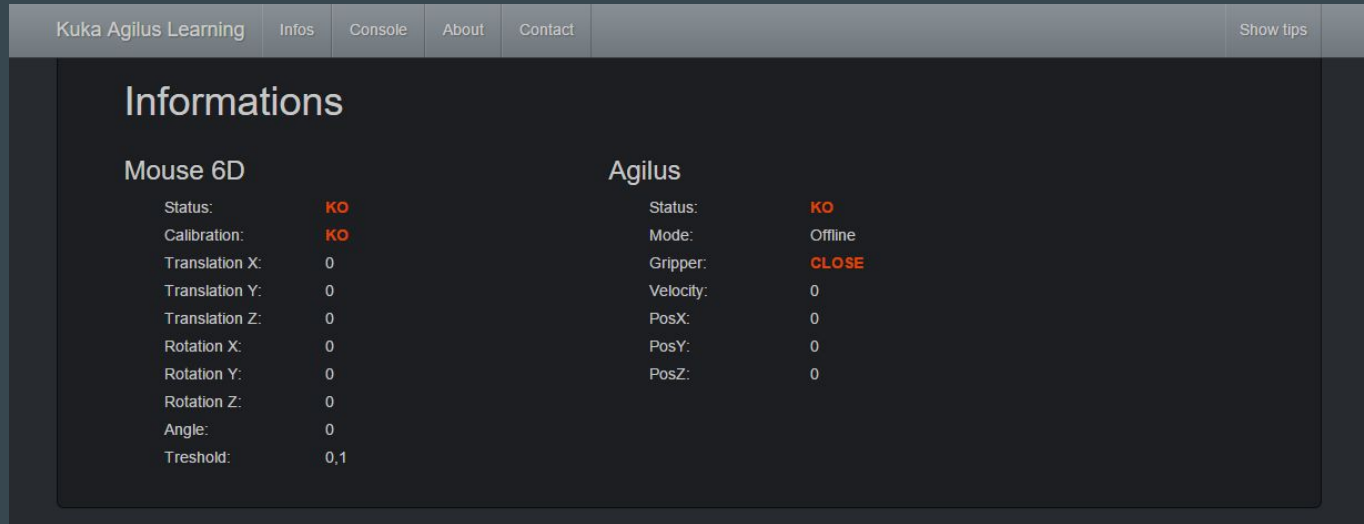 Kuka Agilus Learning Infos Console About Contact Show tips
Informations
Mouse 6D
Status: KO
Calibration: KO
Translation X: 0
Translation Y: 0
Translation Z: 0
Rotation X: 0
Rotation Y: 0
Rotation Z: 0
Angle: 0
Treshold: 0,1
Agilus
Status: KO
Mode: Offline
Gripper: CLOSE
Velocity: 0
PosX: 0
PosY: 0
PosZ: 0